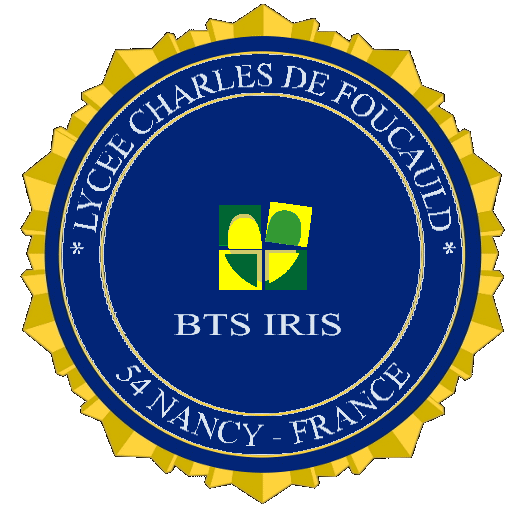 * LYCEE CHARLES DE FOUCAULD *
BTS IRIS
54 NANCY - FRANCE